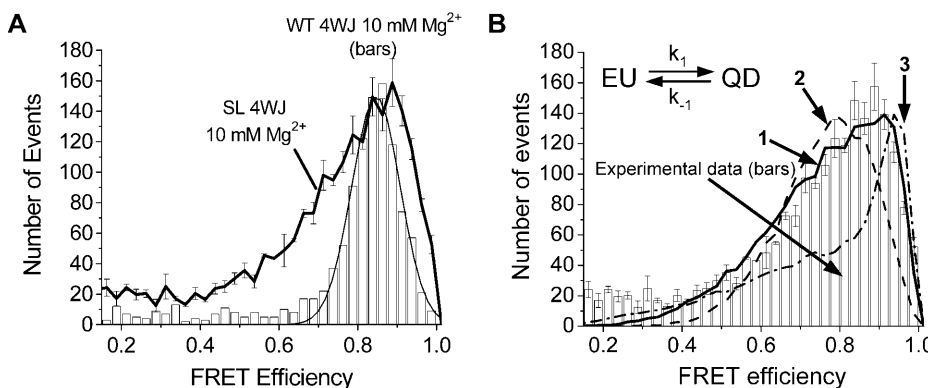 A
WT 4WJ 10 mM Mg²⁺
(bars)
SL 4WJ
10 mM Mg²⁺
Number of Events
180
160
140
120
100
80
60
40
20
0
0.2 0.4 0.6 0.8 1.0
FRET Efficiency
B
EU k₁ QD
k₋₁
2
3
1
Experimental data (bars)
Number of events
180
160
140
120
100
80
60
40
20
0
0.2 0.4 0.6 0.8 1.0
FRET efficiency